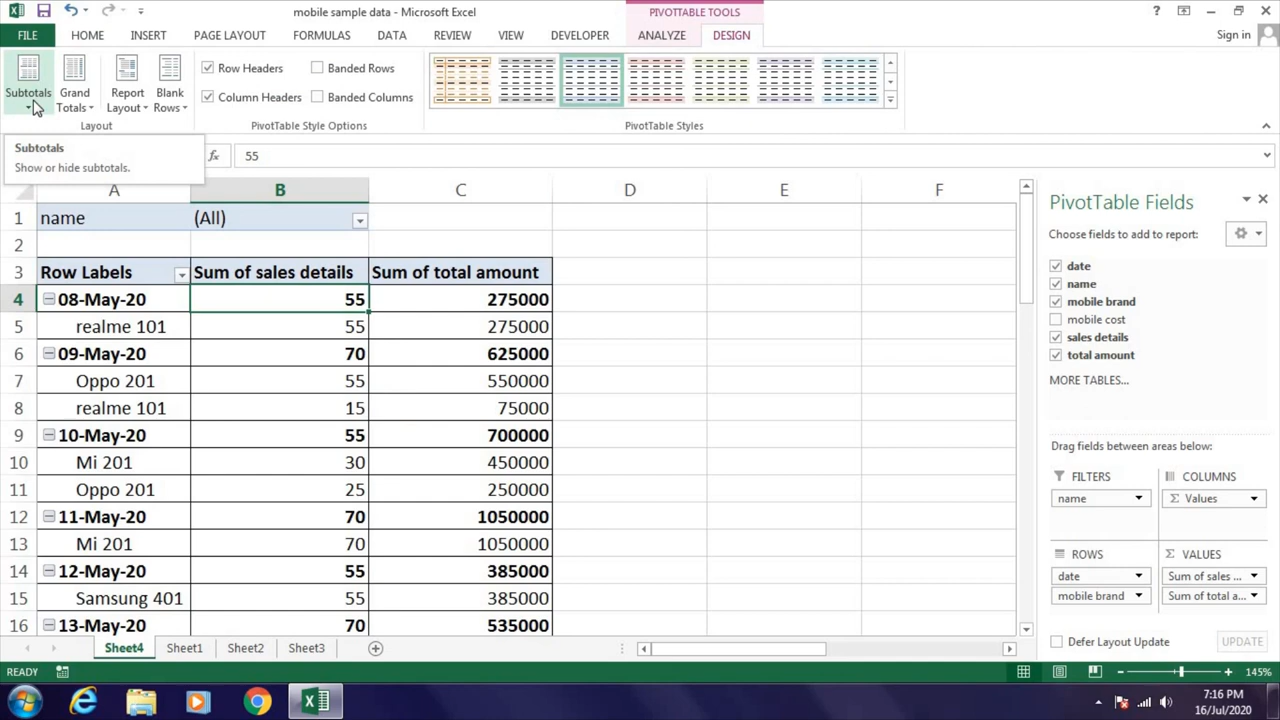 mobile sample data - Microsoft Excel
PIVOTTABLE TOOLS
?
FILE HOME INSERT PAGE LAYOUT FORMULAS DATA REVIEW VIEW DEVELOPER ANALYZE DESIGN Sign in
Subtotals
Grand Totals
Report Layout
Blank Rows
Layout
Row Headers Banded Rows
Column Headers Banded Columns
PivotTable Style Options
PivotTable Styles
Subtotals
Show or hide subtotals.
fx 55
A B C D E F
1 name (All)
2
3 Row Labels Sum of sales details Sum of total amount
4 08-May-20 55 275000
5 realme 101 55 275000
6 09-May-20 70 625000
7 Oppo 201 55 550000
8 realme 101 15 75000
9 10-May-20 55 700000
10 Mi 201 30 450000
11 Oppo 201 25 250000
12 11-May-20 70 1050000
13 Mi 201 70 1050000
14 12-May-20 55 385000
15 Samsung 401 55 385000
16 13-May-20 70 535000
PivotTable Fields
Choose fields to add to report:
date
name
mobile brand
mobile cost
sales details
total amount
MORE TABLES...
Drag fields between areas below:
FILTERS COLUMNS
name Σ Values
ROWS Σ VALUES
date Sum of sales ...
mobile brand Sum of total a...
Defer Layout Update UPDATE
Sheet4 Sheet1 Sheet2 Sheet3
READY 145%
7:16 PM
16/Jul/2020